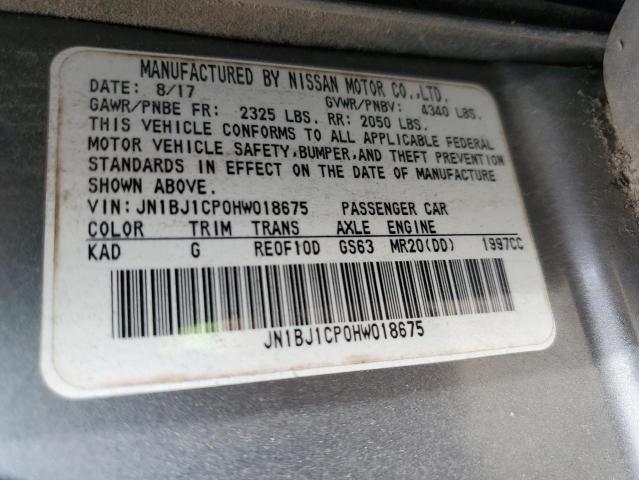 MANUFACTURED BY NISSAN MOTOR CO.,LTD.
DATE: 8/17 GVWR/PNBV: 4340 LBS.
GAWR/PNBE FR: 2325 LBS. RR: 2050 LBS.
THIS VEHICLE CONFORMS TO ALL APPLICABLE FEDERAL
MOTOR VEHICLE SAFETY,BUMPER,AND THEFT PREVENTION
STANDARDS IN EFFECT ON THE DATE OF MANUFACTURE
SHOWN ABOVE.
VIN:JN1BJ1CP0HW018675 PASSENGER CAR
COLOR TRIM TRANS AXLE ENGINE
KAD G RE0F10D GS63 MR20(DD) 1997CC
JN1BJ1CP0HW018675